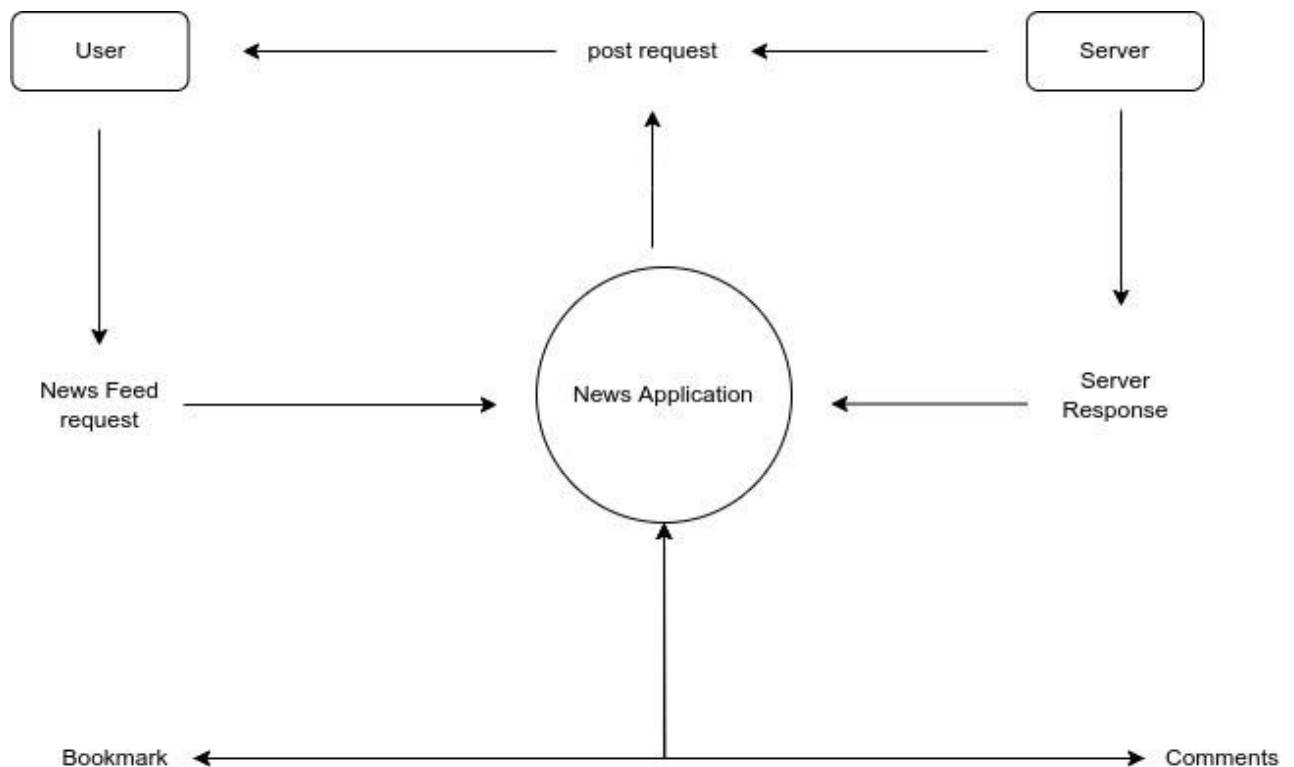 User
post request
Server
News Feed
request
News Application
Server
Response
Bookmark
Comments